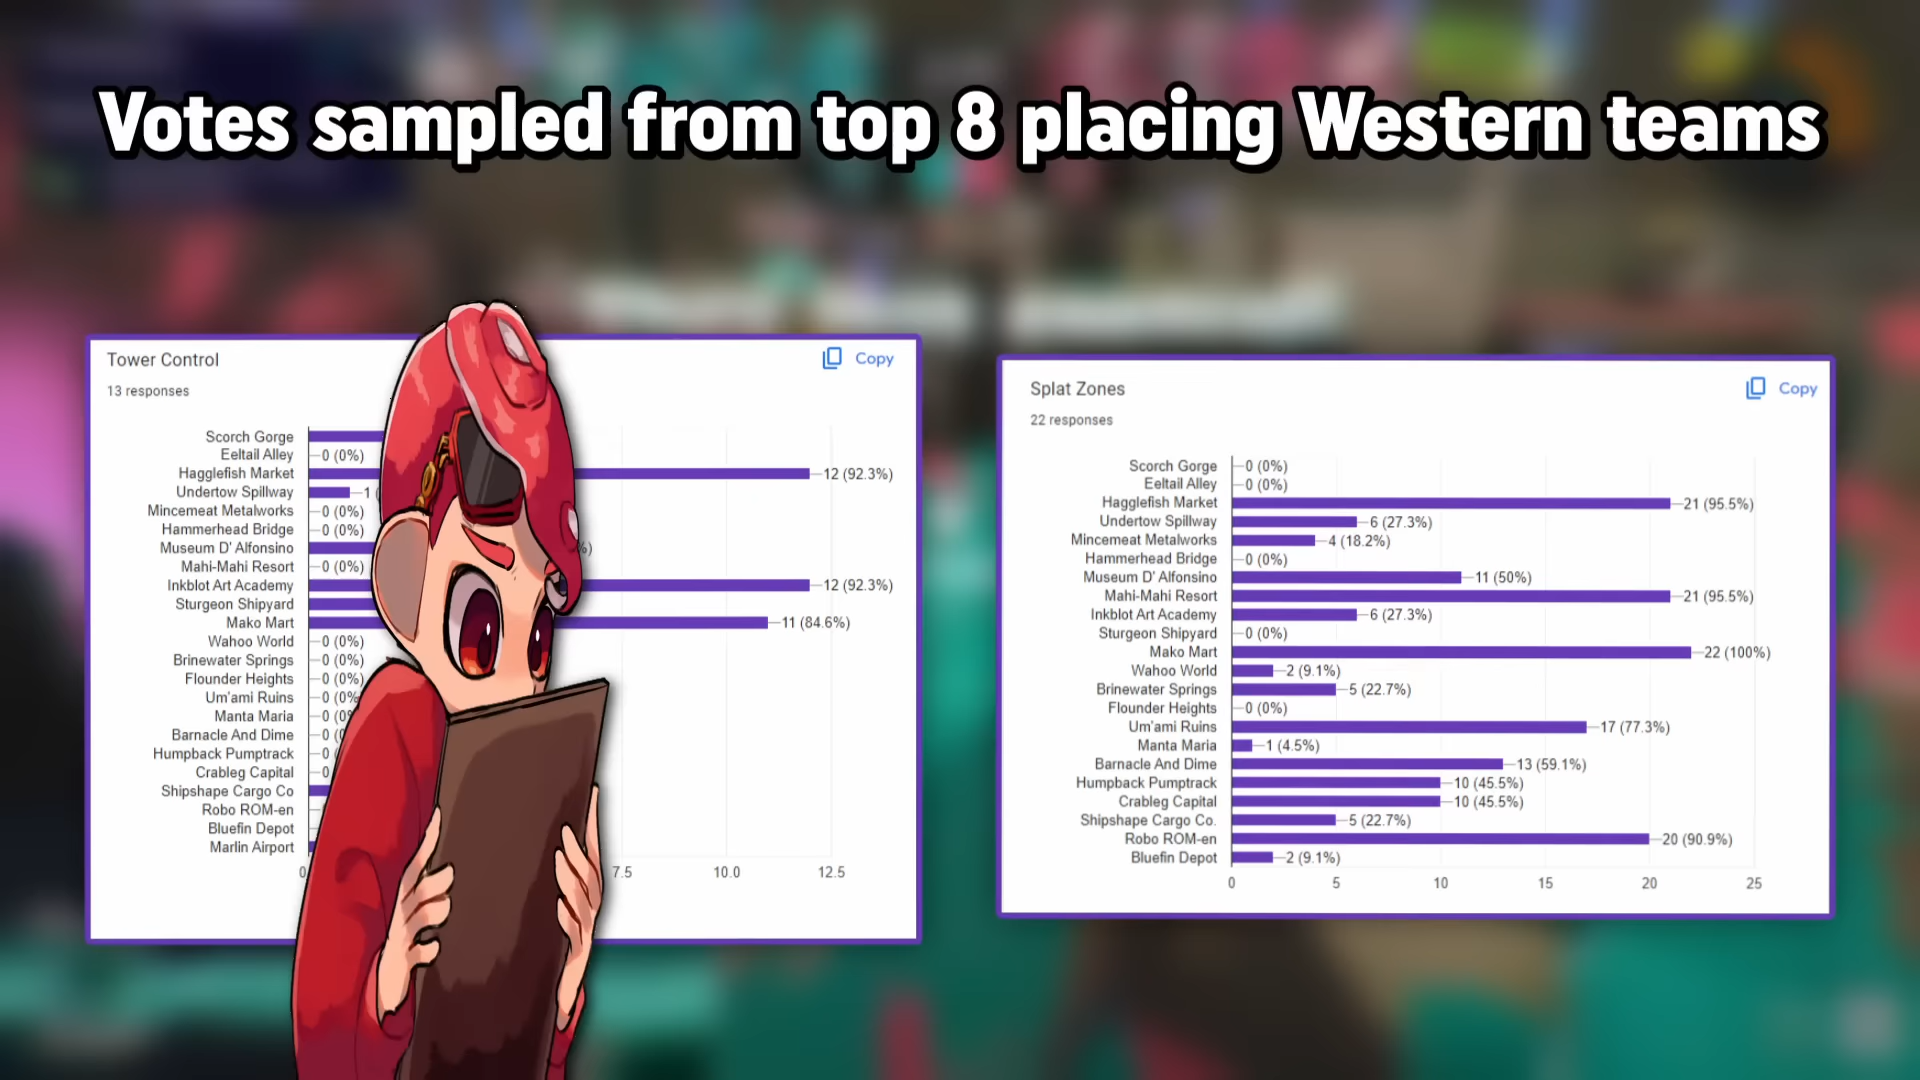 Votes sampled from top 8 placing Western teams
Tower Control
Copy
13 responses
Scorch Gorge
Eeltail Alley 0 (0%)
Hagglefish Market 12 (92.3%)
Undertow Spillway 1 (
Mincemeat Metalworks 0 (0%)
Hammerhead Bridge 0 (0%)
Museum D' Alfonsino %)
Mahi-Mahi Resort 0 (0%)
Inkblot Art Academy 12 (92.3%)
Sturgeon Shipyard
Mako Mart 11 (84.6%)
Wahoo World 0 (0%)
Brinewater Springs 0 (0%)
Flounder Heights 0 (0%)
Um'ami Ruins 0 (0%
Manta Maria 0 (0%
Barnacle And Dime 0 (
Humpback Pumptrack 0
Crableg Capital 0
Shipshape Cargo Co
Robo ROM-en
Bluefin Depot
Marlin Airport
0 7.5 10.0 12.5
Splat Zones
Copy
22 responses
Scorch Gorge 0 (0%)
Eeltail Alley 0 (0%)
Hagglefish Market 21 (95.5%)
Undertow Spillway 6 (27.3%)
Mincemeat Metalworks 4 (18.2%)
Hammerhead Bridge 0 (0%)
Museum D' Alfonsino 11 (50%)
Mahi-Mahi Resort 21 (95.5%)
Inkblot Art Academy 6 (27.3%)
Sturgeon Shipyard 0 (0%)
Mako Mart 22 (100%)
Wahoo World 2 (9.1%)
Brinewater Springs 5 (22.7%)
Flounder Heights 0 (0%)
Um'ami Ruins 17 (77.3%)
Manta Maria 1 (4.5%)
Barnacle And Dime 13 (59.1%)
Humpback Pumptrack 10 (45.5%)
Crableg Capital 10 (45.5%)
Shipshape Cargo Co. 5 (22.7%)
Robo ROM-en 20 (90.9%)
Bluefin Depot 2 (9.1%)
0 5 10 15 20 25